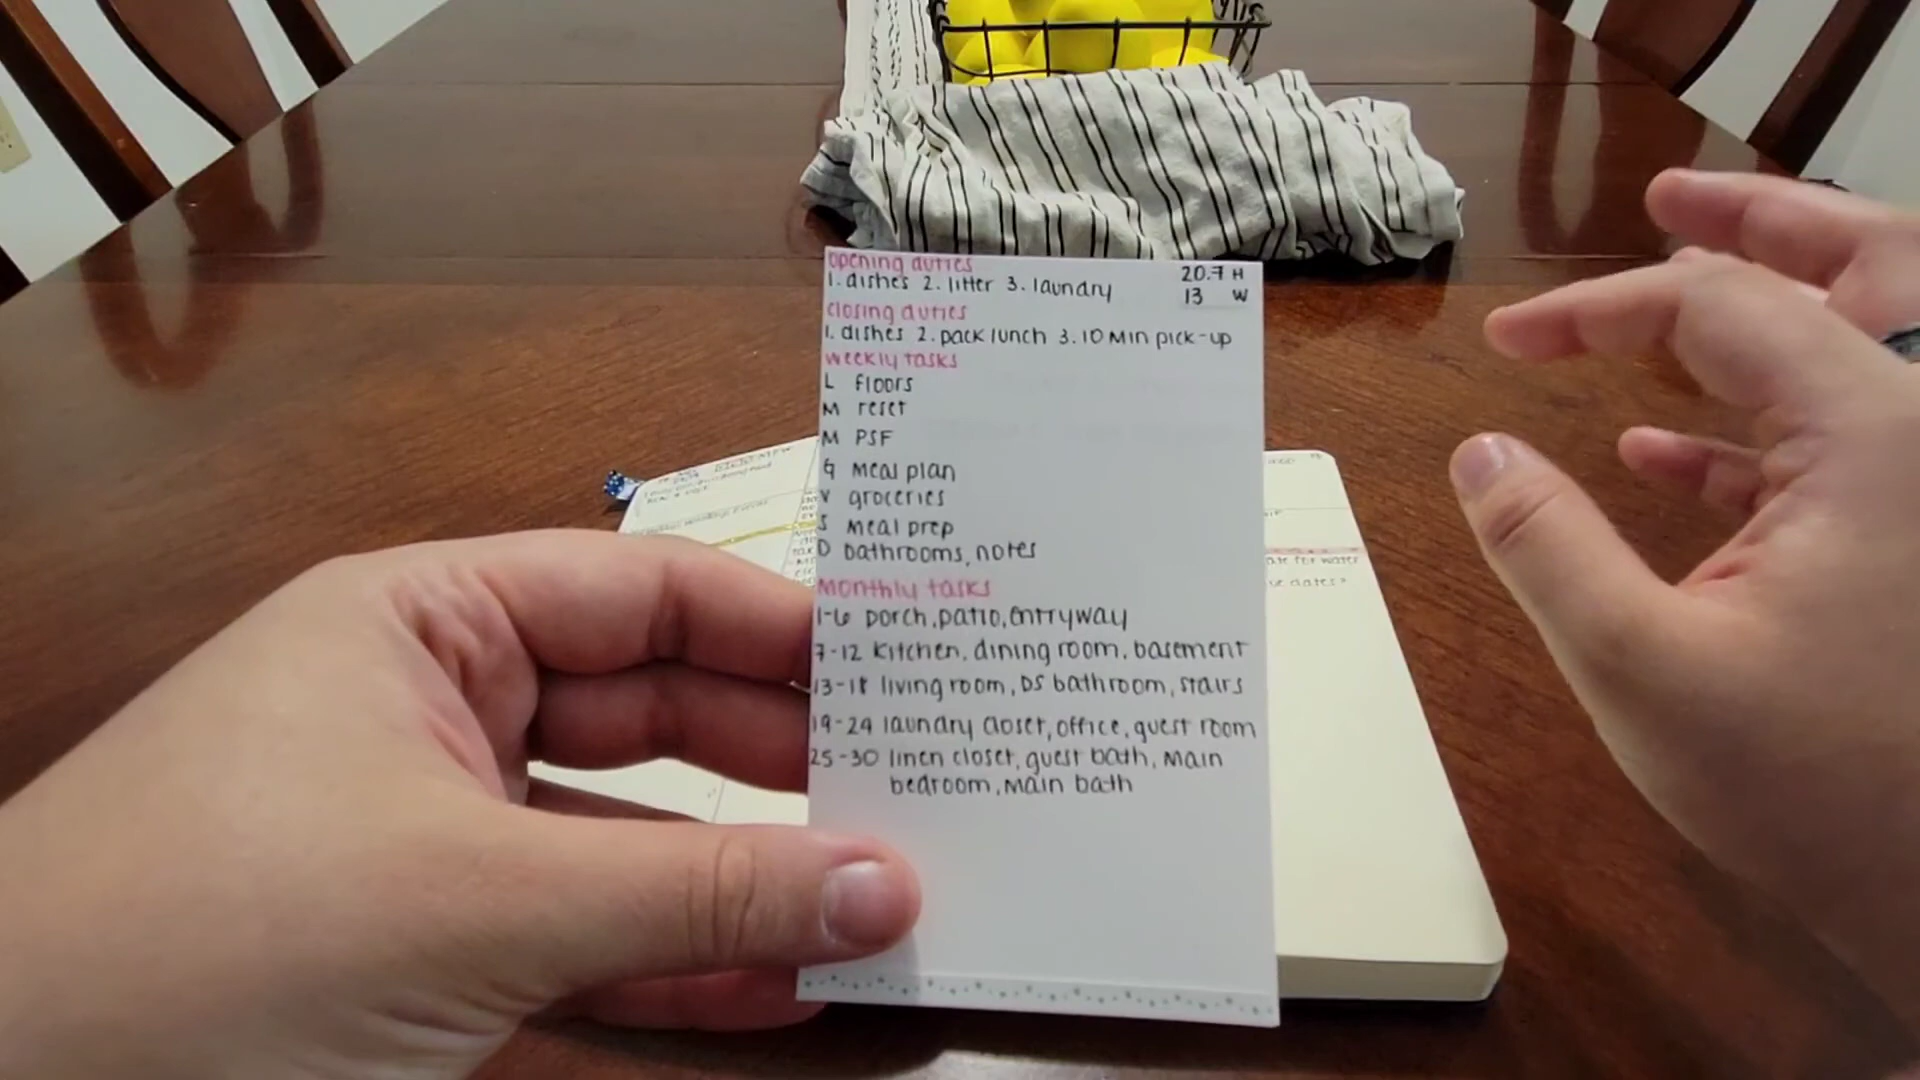 opening duties
1. dishes 2. litter 3. laundry
20.7 H
13 W
closing duties
1. dishes 2. pack lunch 3. 10 Min pick-up
weekly tasks
L floors
M reset
M PSF
G Meal plan
V groceries
S Meal prep
D bathrooms, notes
Monthly tasks
1-6 porch, patio, entryway
7-12 kitchen, dining room, basement
13-18 living room, DS bathroom, stairs
19-24 laundry closet, office, guest room
25-30 linen closet, guest bath, Main
bedroom, Main bath
for water
dates?